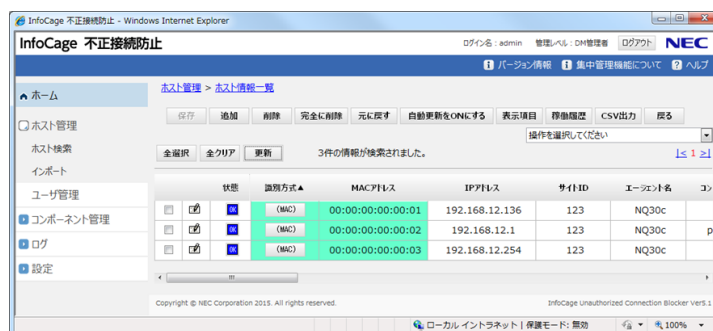 InfoCage 不正接続防止 - Windows Internet Explorer
InfoCage 不正接続防止
ログイン名 : admin 管理レベル : DM管理者 ログアウト NEC
バージョン情報 集中管理機能について ヘルプ
ホーム
ホスト管理
ホスト検索
インポート
ユーザ管理
コンポーネント管理
ログ
設定
ホスト管理 > ホスト情報一覧
保存 追加 削除 完全に削除 元に戻す 自動更新をONにする 表示項目 稼働履歴 CSV出力 戻る
操作を選択してください
全選択 全クリア 更新 3件の情報が検索されました。 |< 1 >|
状態 識別方式▲ MACアドレス IPアドレス サイトID エージェント名 コン
OK (MAC) 00:00:00:00:00:01 192.168.12.136 123 NQ30c
OK (MAC) 00:00:00:00:00:02 192.168.12.1 123 NQ30c p
OK (MAC) 00:00:00:00:00:03 192.168.12.254 123 NQ30c
Copyright © NEC Corporation 2015. All rights reserved. InfoCage Unauthorized Connection Blocker Ver5.1
ローカル イントラネット | 保護モード: 無効 100%